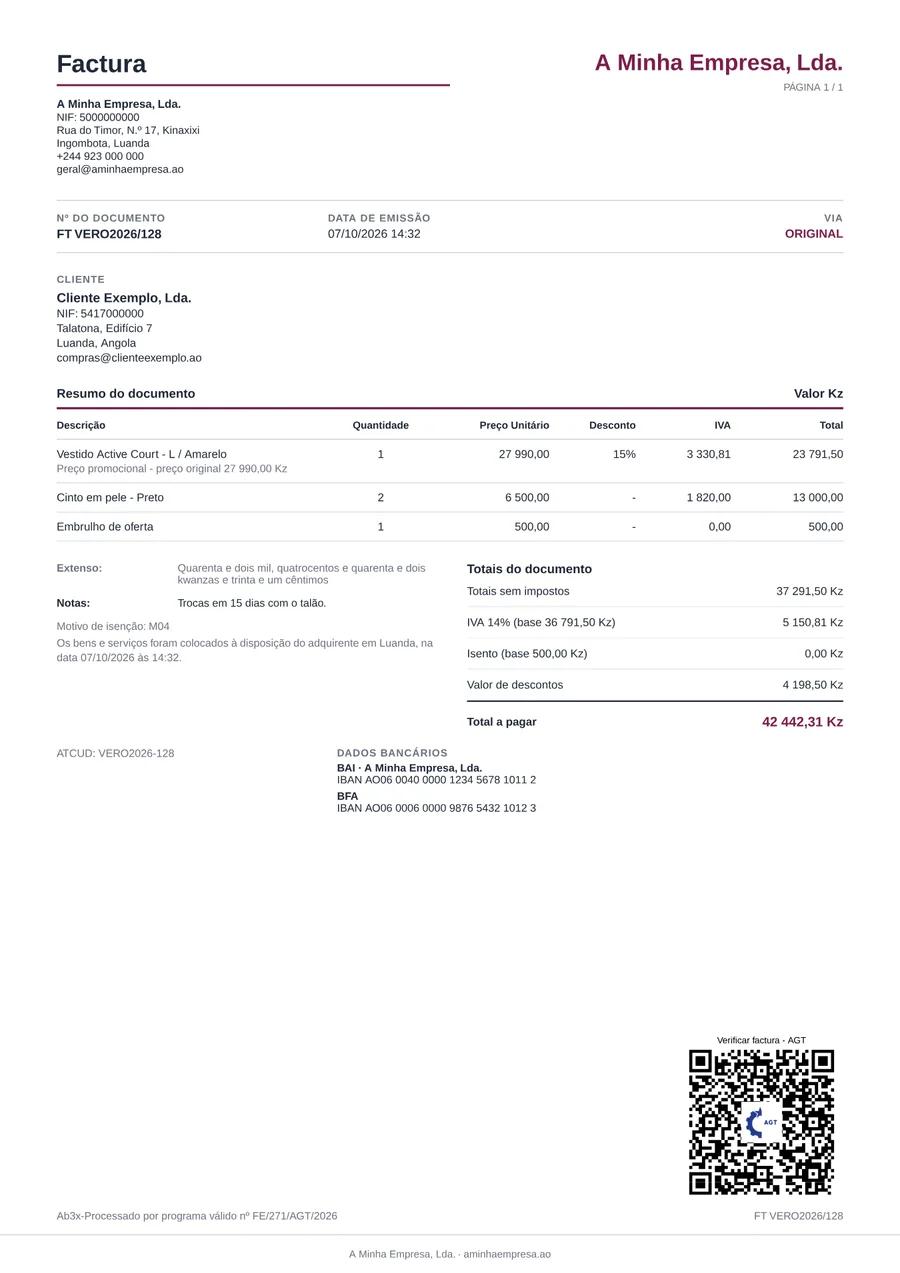 Factura
A Minha Empresa, Lda.
PÁGINA 1 / 1
A Minha Empresa, Lda.
NIF: 5000000000
Rua do Timor, N.º 17, Kinaxixi
Ingombota, Luanda
+244 923 000 000
geral@aminhaempresa.ao
Nº DO DOCUMENTO DATA DE EMISSÃO VIA
FT VERO2026/128 07/10/2026 14:32 ORIGINAL
CLIENTE
Cliente Exemplo, Lda.
NIF: 5417000000
Talatona, Edifício 7
Luanda, Angola
compras@clienteexemplo.ao
Resumo do documento Valor Kz
Descrição Quantidade Preço Unitário Desconto IVA Total
Vestido Active Court - L / Amarelo 1 27 990,00 15% 3 330,81 23 791,50
Preço promocional - preço original 27 990,00 Kz
Cinto em pele - Preto 2 6 500,00 - 1 820,00 13 000,00
Embrulho de oferta 1 500,00 - 0,00 500,00
Extenso: Quarenta e dois mil, quatrocentos e quarenta e dois
kwanzas e trinta e um cêntimos
Notas: Trocas em 15 dias com o talão.
Motivo de isenção: M04
Os bens e serviços foram colocados à disposição do adquirente em Luanda, na
data 07/10/2026 às 14:32.
Totais do documento
Totais sem impostos 37 291,50 Kz
IVA 14% (base 36 791,50 Kz) 5 150,81 Kz
Isento (base 500,00 Kz) 0,00 Kz
Valor de descontos 4 198,50 Kz
Total a pagar 42 442,31 Kz
ATCUD: VERO2026-128
DADOS BANCÁRIOS
BAI · A Minha Empresa, Lda.
IBAN AO06 0040 0000 1234 5678 1011 2
BFA
IBAN AO06 0006 0000 9876 5432 1012 3
Verificar factura - AGT
AGT
Ab3x-Processado por programa válido nº FE/271/AGT/2026 FT VERO2026/128
A Minha Empresa, Lda. · aminhaempresa.ao